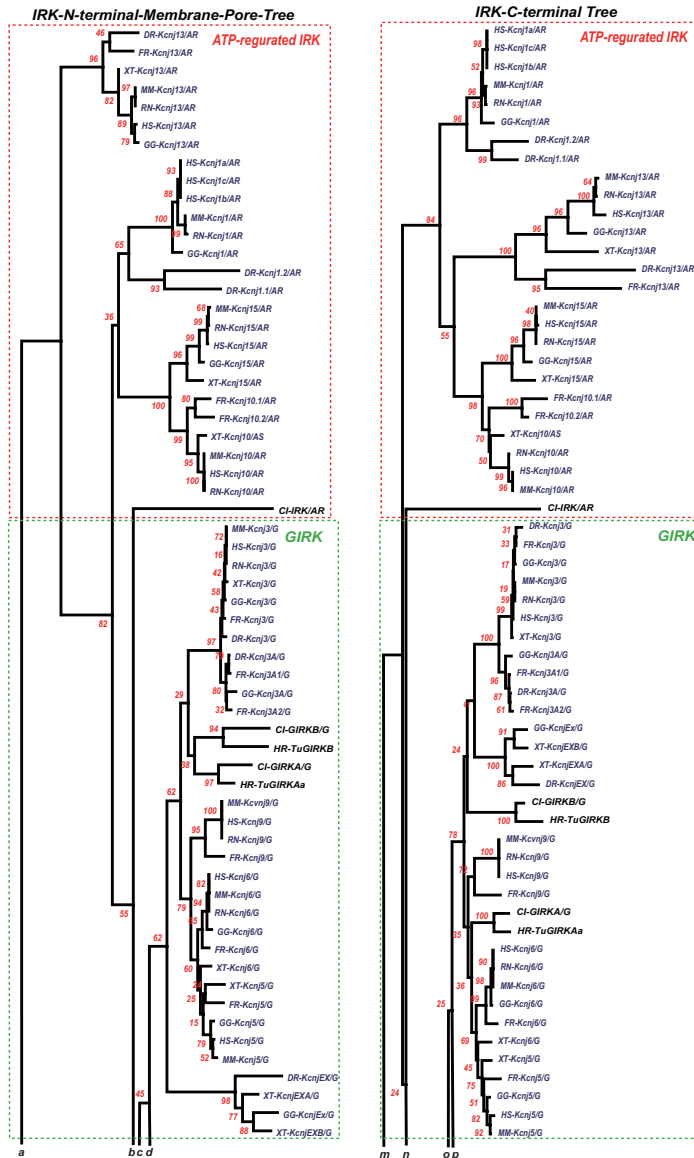 IRK-N-terminal-Membrane-Pore-Tree
ATP-regurated IRK
46
DR-Kcnj13/AR
FR-Kcnj13/AR
96
XT-Kcnj13/AR
97
MM-Kcnj13/AR
82
RN-Kcnj13/AR
89
HS-Kcnj13/AR
79
GG-Kcnj13/AR
HS-Kcnj1a/AR
93
HS-Kcnj1c/AR
88
HS-Kcnj1b/AR
100
MM-Kcnj1/AR
99
RN-Kcnj1/AR
65
GG-Kcnj1/AR
DR-Kcnj1.2/AR
93
DR-Kcnj1.1/AR
68
MM-Kcnj15/AR
36
99
RN-Kcnj15/AR
99
HS-Kcnj15/AR
96
GG-Kcnj15/AR
XT-Kcnj15/AR
100
80
FR-Kcnj10.1/AR
FR-Kcnj10.2/AR
99
XT-Kcnj10/AS
95
MM-Kcnj10/AR
100
HS-Kcnj10/AR
RN-Kcnj10/AR
CI-IRK/AR
GIRK
MM-Kcnj3/G
72
HS-Kcnj3/G
16
RN-Kcnj3/G
42
XT-Kcnj3/G
58
GG-Kcnj3/G
43
FR-Kcnj3/G
82
97
DR-Kcnj3/G
DR-Kcnj3A/G
FR-Kcnj3A1/G
80
GG-Kcnj3A/G
29
32
FR-Kcnj3A2/G
94
CI-GIRKB/G
HR-TuGIRKB
38
CI-GIRKA/G
97
HR-TuGIRKAa
62
MM-Kcvnj9/G
100
HS-Kcnj9/G
95
RN-Kcnj9/G
FR-Kcnj9/G
HS-Kcnj6/G
82
MM-Kcnj6/G
94
RN-Kcnj6/G
79
65
GG-Kcnj6/G
55
62
FR-Kcnj6/G
60
XT-Kcnj6/G
24
XT-Kcnj5/G
25
FR-Kcnj5/G
15
GG-Kcnj5/G
79
HS-Kcnj5/G
52
MM-Kcnj5/G
DR-KcnjEX/G
98
XT-KcnjEXA/G
45
77
GG-KcnjEx/G
88
XT-KcnjEXB/G
a
b
c
d
IRK-C-terminal Tree
ATP-regurated IRK
HS-Kcnj1a/AR
98
HS-Kcnj1c/AR
52
HS-Kcnj1b/AR
96
MM-Kcnj1/AR
93
RN-Kcnj1/AR
96
GG-Kcnj1/AR
DR-Kcnj1.2/AR
99
DR-Kcnj1.1/AR
64
MM-Kcnj13/AR
100
RN-Kcnj13/AR
84
96
HS-Kcnj13/AR
96
GG-Kcnj13/AR
100
XT-Kcnj13/AR
DR-Kcnj13/AR
95
FR-Kcnj13/AR
40
MM-Kcnj15/AR
98
HS-Kcnj15/AR
55
96
RN-Kcnj15/AR
100
GG-Kcnj15/AR
XT-Kcnj15/AR
98
100
FR-Kcnj10.1/AR
FR-Kcnj10.2/AR
70
XT-Kcnj10/AS
50
RN-Kcnj10/AR
99
HS-Kcnj10/AR
96
MM-Kcnj10/AR
CI-IRK/AR
GIRK
31
DR-Kcnj3/G
33
FR-Kcnj3/G
17
GG-Kcnj3/G
19
MM-Kcnj3/G
59
RN-Kcnj3/G
99
HS-Kcnj3/G
100
XT-Kcnj3/G
GG-Kcnj3A/G
96
FR-Kcnj3A1/G
87
DR-Kcnj3A/G
6
61
FR-Kcnj3A2/G
91
GG-KcnjEx/G
24
XT-KcnjEXB/G
100
XT-KcnjEXA/G
86
DR-KcnjEX/G
CI-GIRKB/G
100
HR-TuGIRKB
78
MM-Kcvnj9/G
100
RN-Kcnj9/G
72
HS-Kcnj9/G
FR-Kcnj9/G
100
CI-GIRKA/G
35
HR-TuGIRKAa
HS-Kcnj6/G
90
RN-Kcnj6/G
36
98
MM-Kcnj6/G
25
99
GG-Kcnj6/G
FR-Kcnj6/G
69
XT-Kcnj6/G
45
XT-Kcnj5/G
24
75
FR-Kcnj5/G
51
GG-Kcnj5/G
82
HS-Kcnj5/G
92
MM-Kcnj5/G
m
n
o
p